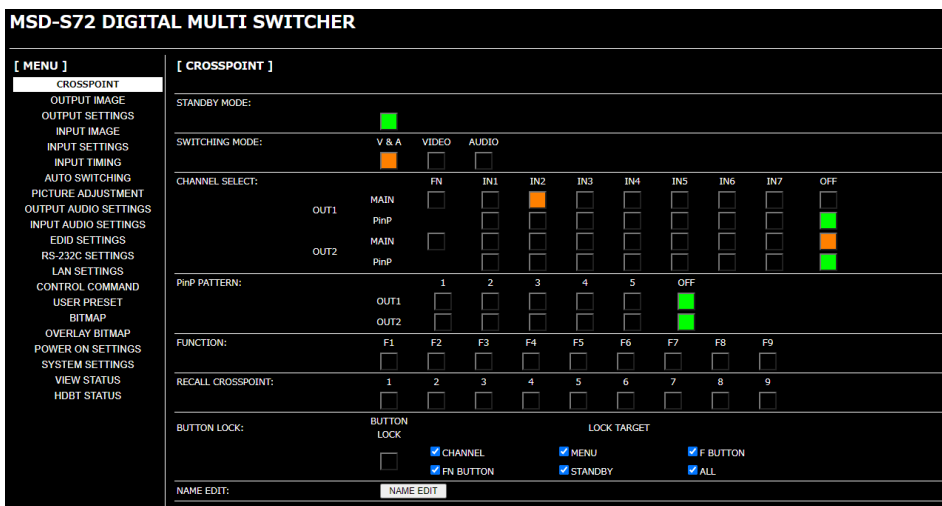 MSD-S72 DIGITAL MULTI SWITCHER
[ MENU ]
CROSSPOINT
OUTPUT IMAGE
OUTPUT SETTINGS
INPUT IMAGE
INPUT SETTINGS
INPUT TIMING
AUTO SWITCHING
PICTURE ADJUSTMENT
OUTPUT AUDIO SETTINGS
INPUT AUDIO SETTINGS
EDID SETTINGS
RS-232C SETTINGS
LAN SETTINGS
CONTROL COMMAND
USER PRESET
BITMAP
OVERLAY BITMAP
POWER ON SETTINGS
SYSTEM SETTINGS
VIEW STATUS
HDBT STATUS
[ CROSSPOINT ]
STANDBY MODE:
SWITCHING MODE: V & A VIDEO AUDIO
CHANNEL SELECT: FN IN1 IN2 IN3 IN4 IN5 IN6 IN7 OFF
OUT1
MAIN
PinP
OUT2
MAIN
PinP
PinP PATTERN: 1 2 3 4 5 OFF
OUT1
OUT2
FUNCTION: F1 F2 F3 F4 F5 F6 F7 F8 F9
RECALL CROSSPOINT: 1 2 3 4 5 6 7 8 9
BUTTON LOCK: BUTTON LOCK LOCK TARGET
CHANNEL MENU F BUTTON
FN BUTTON STANDBY ALL
NAME EDIT: NAME EDIT